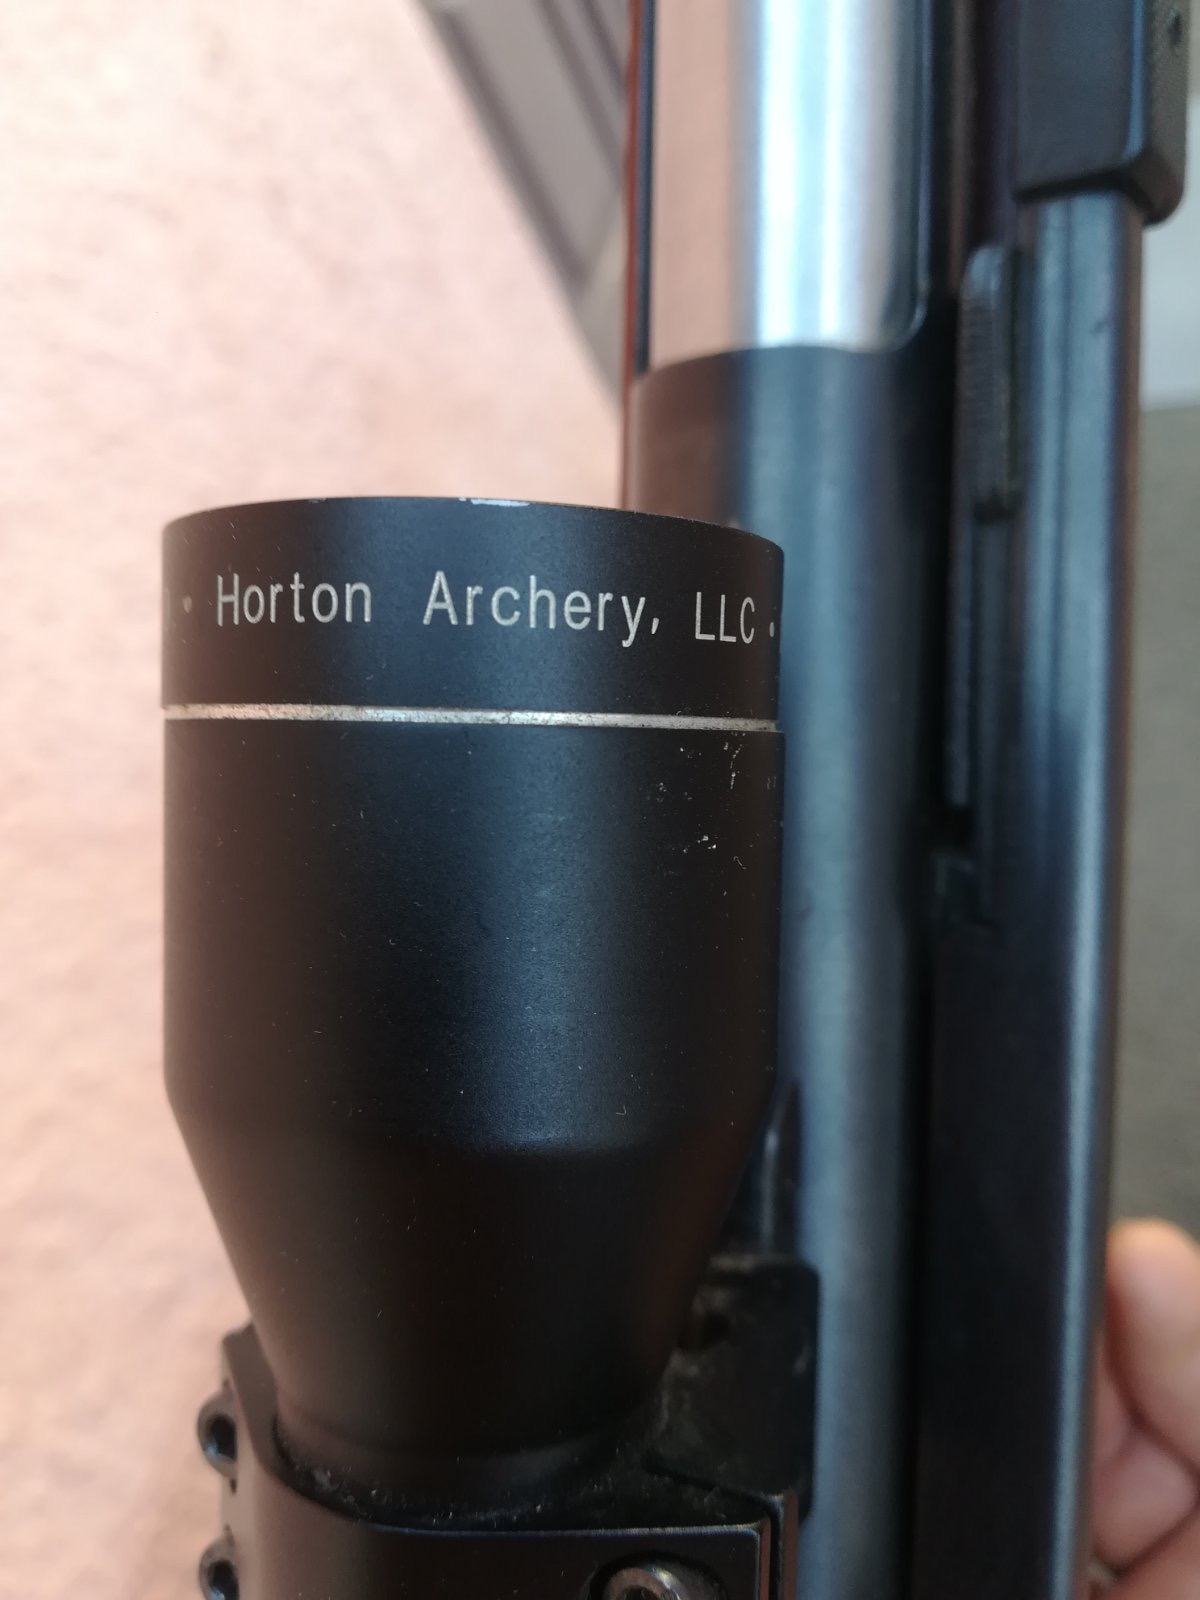 • Horton Archery, LLC •